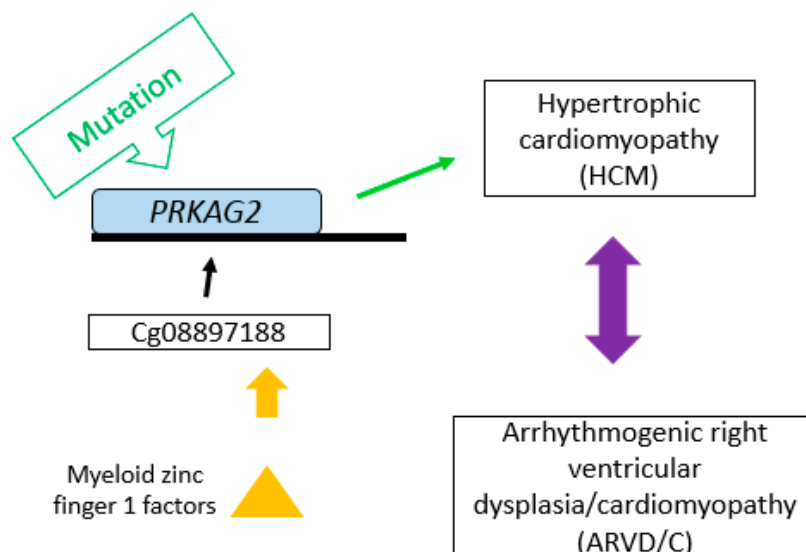 Mutation
PRKAG2
Cg08897188
Myeloid zinc
finger 1 factors
Hypertrophic
cardiomyopathy
(HCM)
Arrhythmogenic right
ventricular
dysplasia/cardiomyopathy
(ARVD/C)